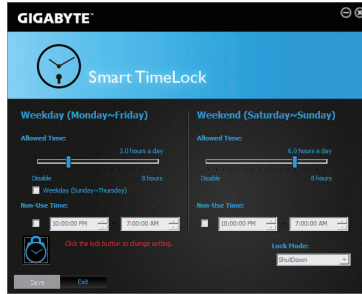 GIGABYTE
Smart TimeLock
Weekday (Monday~Friday)
Allowed Time:
2.0 hours a day
Disable
8 hours
Weekday (Sunday~Thursday)
Non-Use Time:
10:00:00 PM ~ 7:00:00 AM
Weekend (Saturday~Sunday)
Allowed Time:
6.0 hours a day
Disable
8 hours
Non-Use Time:
10:00:00 PM ~ 7:00:00 AM
Click the lock button to change setting.
Lock Mode:
ShutDown
Save
Exit